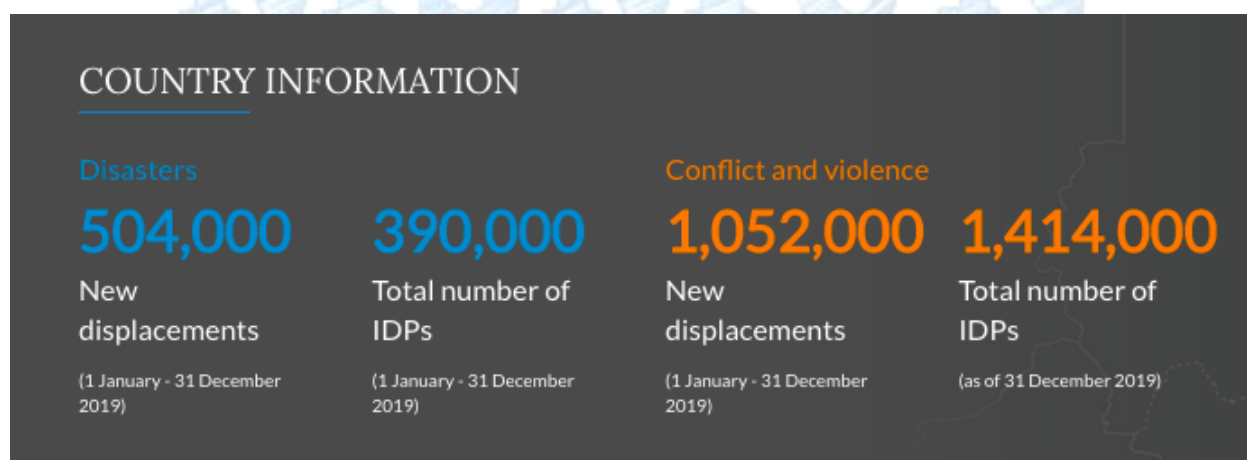 COUNTRY INFORMATION
Disasters
504,000
New
displacements
(1 January - 31 December
2019)
390,000
Total number of
IDPs
(1 January - 31 December
2019)
Conflict and violence
1,052,000
New
displacements
(1 January - 31 December
2019)
1,414,000
Total number of
IDPs
(as of 31 December 2019)